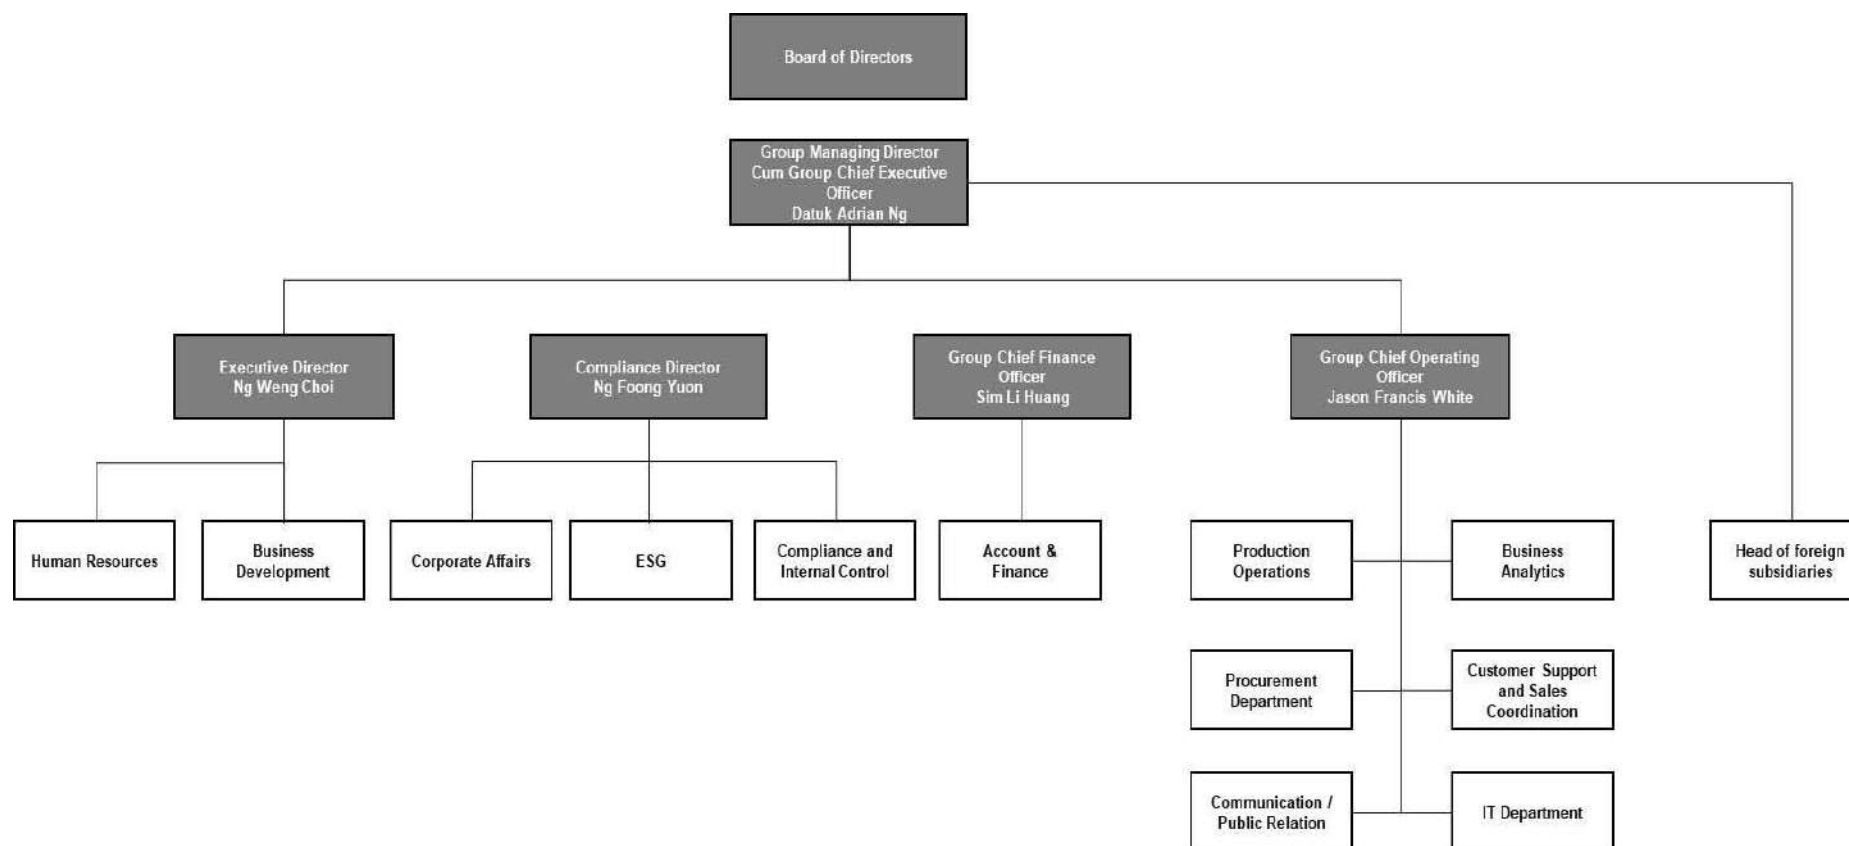 Board of Directors
Group Managing Director
Cum Group Chief Executive
Officer
Datuk Adrian Ng
Executive Director
Ng Weng Choi
Compliance Director
Ng Foong Yuon
Group Chief Finance
Officer
Sim Li Huang
Group Chief Operating
Officer
Jason Francis White
Human Resources
Business
Development
Corporate Affairs
ESG
Compliance and
Internal Control
Account &
Finance
Production
Operations
Business
Analytics
Head of foreign
subsidiaries
Procurement
Department
Customer Support
and Sales
Coordination
Communication /
Public Relation
IT Department